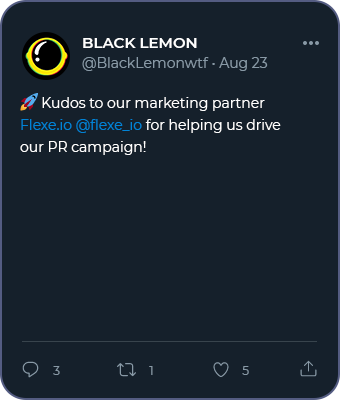 BLACK LEMON
@BlackLemonwtf · Aug 23
🚀 Kudos to our marketing partner
Flexe.io @flexe_io for helping us drive
our PR campaign!
3 1 5